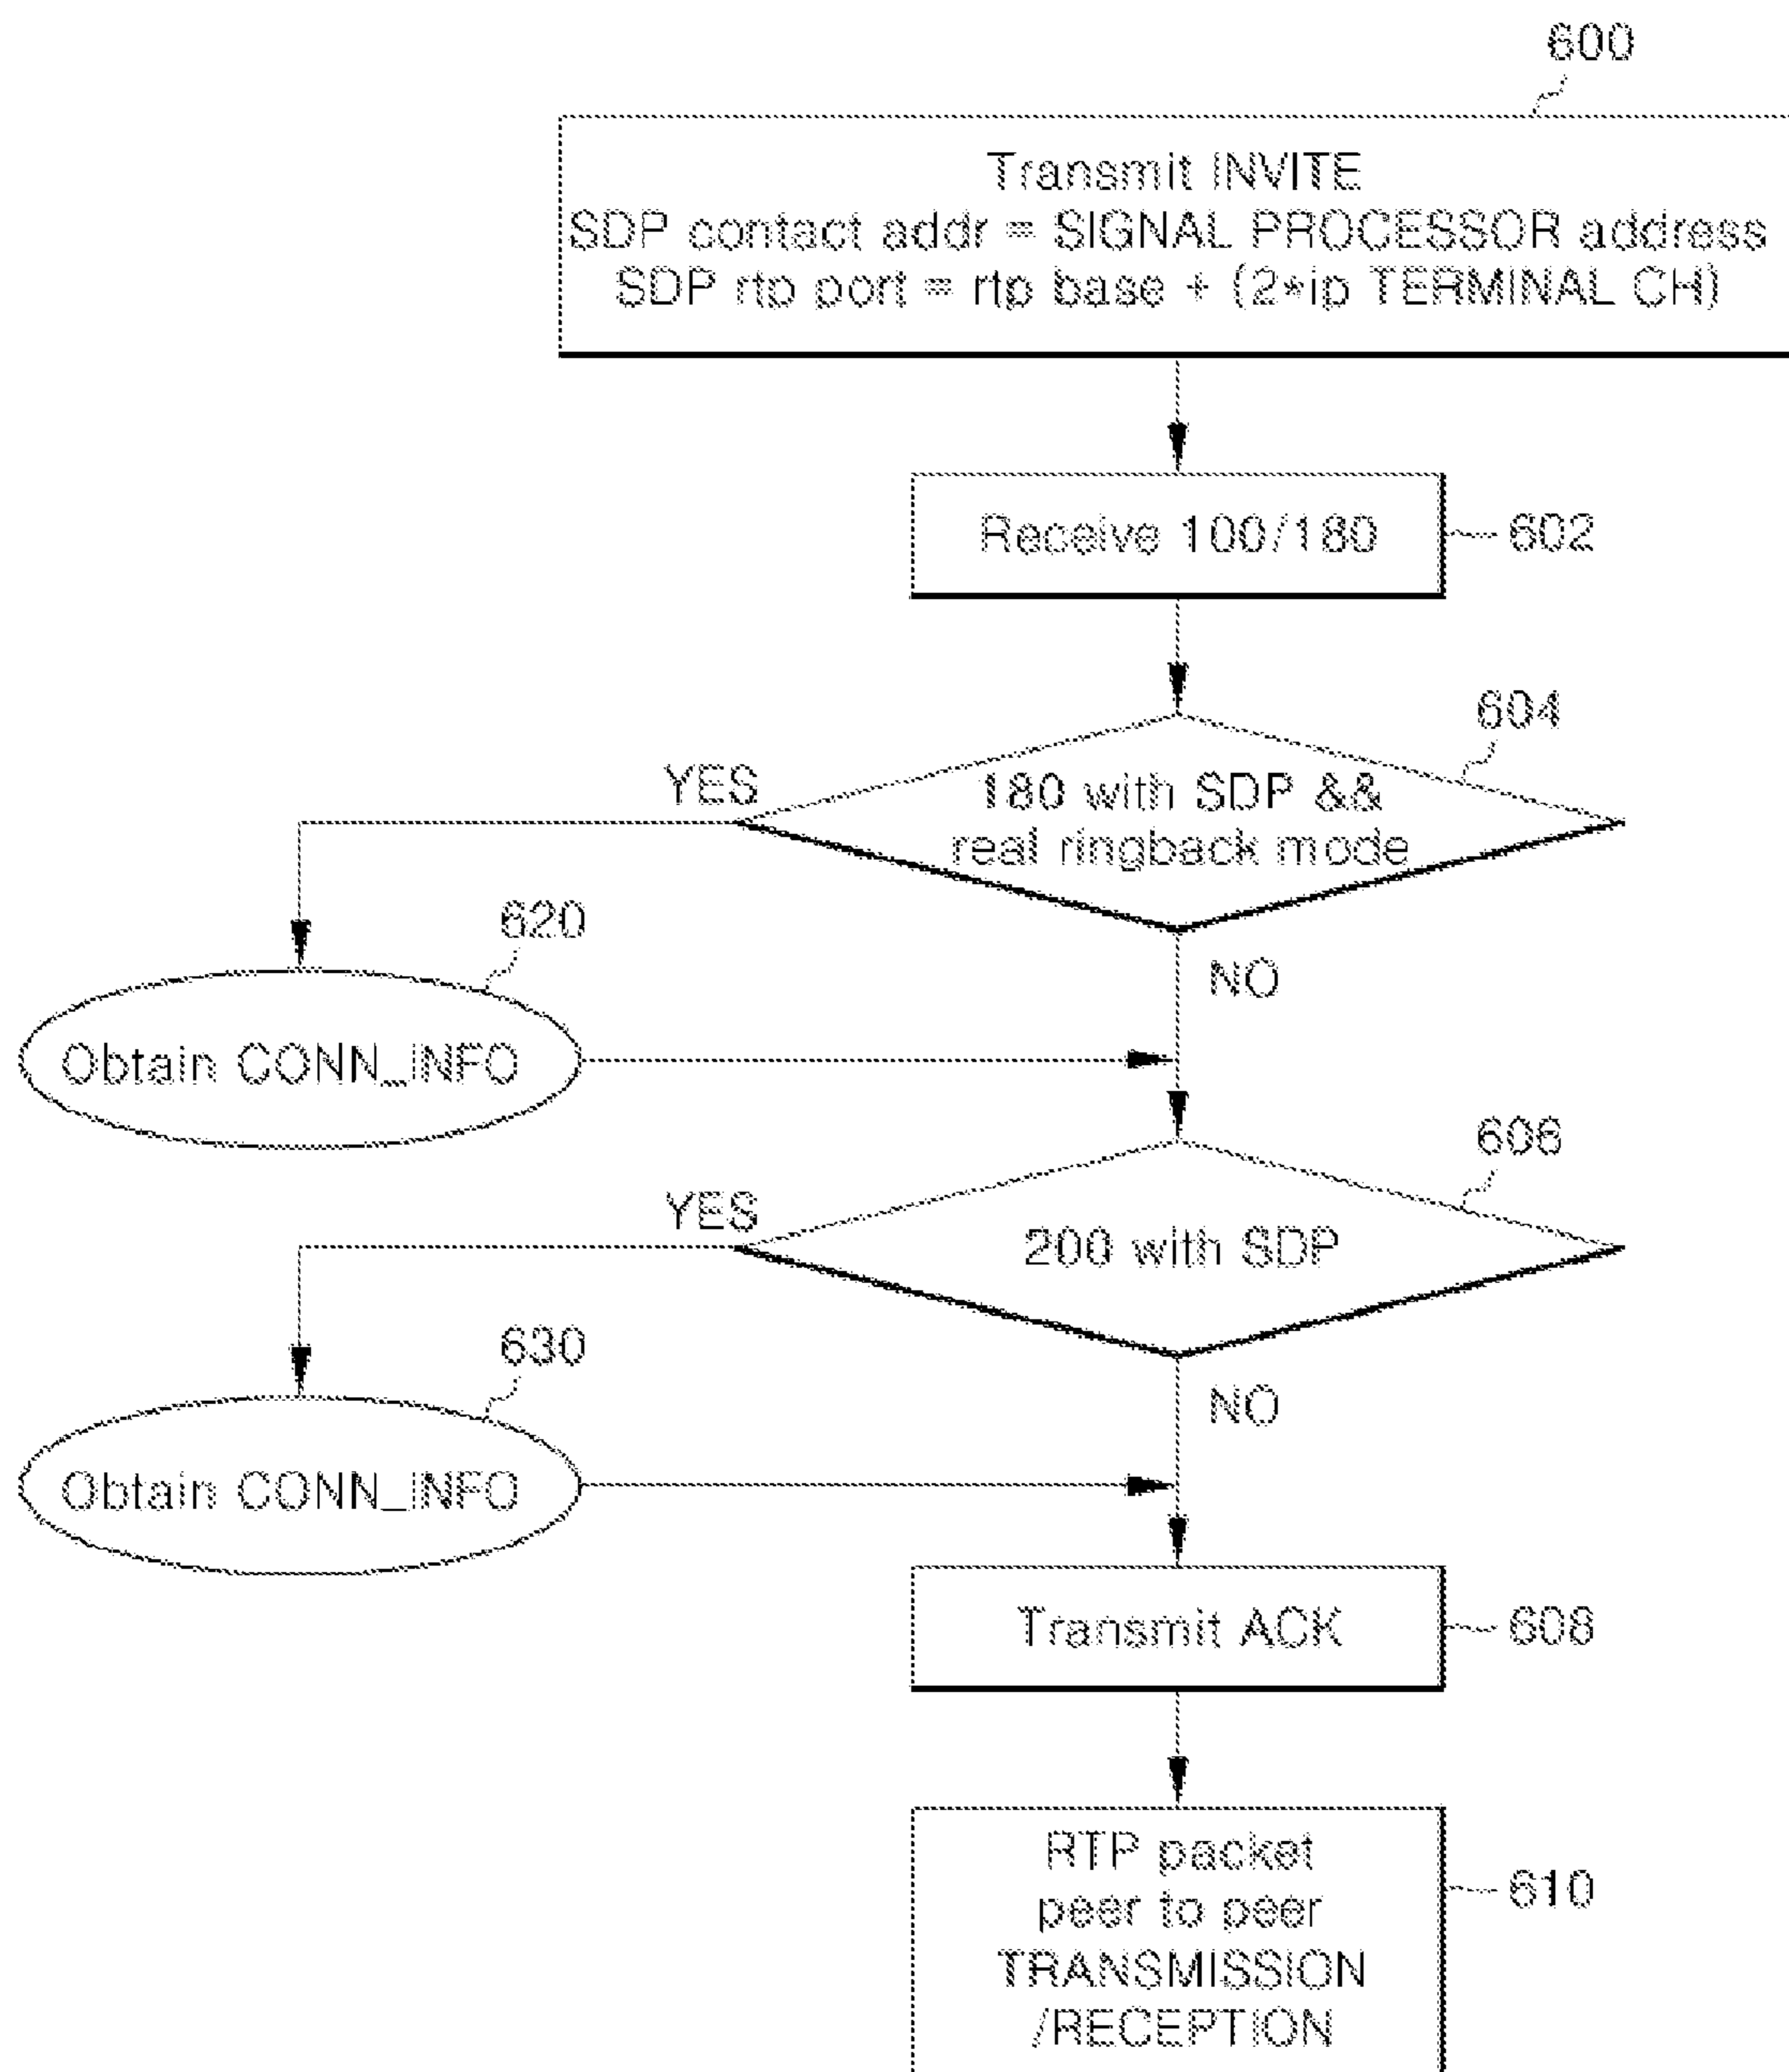 600
Transmit INVITE
SDP contact addr = SIGNAL PROCESSOR address
SDP rtp port = rtp base + (2*ip TERMINAL CH)
Receive 100/180
602
604
YES
180 with SDP &&
real ringback mode
620
NO
Obtain CONN_INFO
606
YES
200 with SDP
630
NO
Obtain CONN_INFO
Transmit ACK
608
RTP packet
peer to peer
TRANSMISSION
/RECEPTION
610